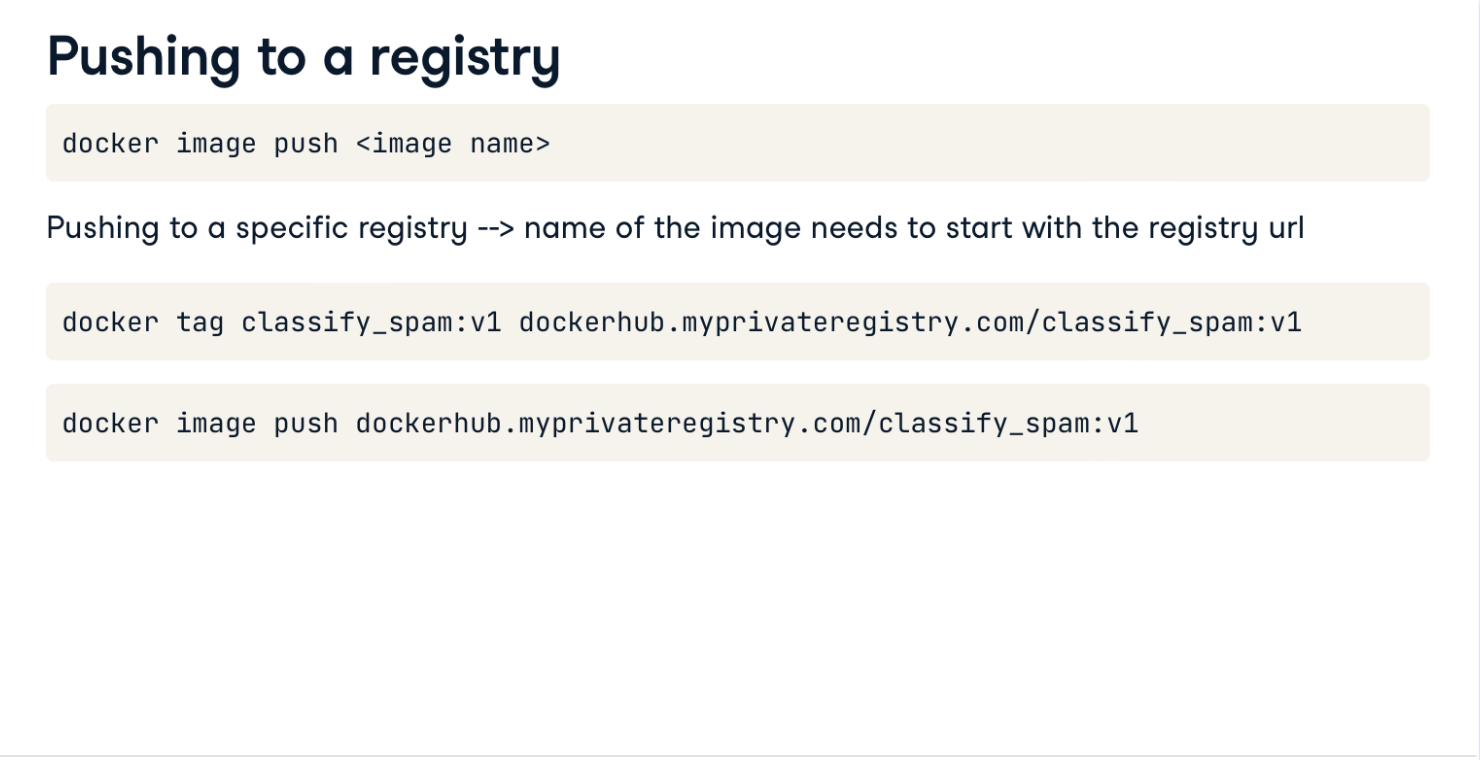 Pushing to a registry
docker image push <image name>
Pushing to a specific registry --> name of the image needs to start with the registry url
docker tag classify_spam:v1 dockerhub.myprivateregistry.com/classify_spam:v1
docker image push dockerhub.myprivateregistry.com/classify_spam:v1